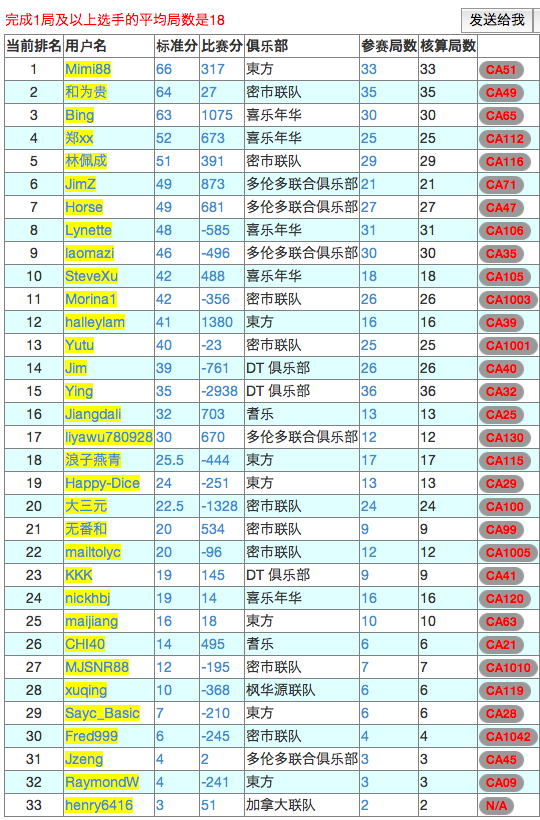 完成1局及以上选手的平均局数是18
发送给我
当前排名 用户名 标准分 比赛分 俱乐部 参赛局数 核算局数
1 Mimi88 66 317 東方 33 33 CA51
2 和为贵 64 27 密市联队 35 35 CA49
3 Bing 63 1075 喜乐年华 30 30 CA65
4 郑xx 52 673 喜乐年华 25 25 CA112
5 林佩成 51 391 密市联队 29 29 CA116
6 JimZ 49 873 多伦多联合俱乐部 21 21 CA71
7 Horse 49 681 多伦多联合俱乐部 27 27 CA47
8 Lynette 48 -585 喜乐年华 31 31 CA106
9 laomazi 46 -496 多伦多联合俱乐部 30 30 CA35
10 SteveXu 42 488 喜乐年华 18 18 CA105
11 Morina1 42 -356 密市联队 26 26 CA1003
12 halleylam 41 1380 東方 16 16 CA39
13 Yutu 40 -23 密市联队 25 25 CA1001
14 Jim 39 -761 DT 俱乐部 26 26 CA40
15 Ying 35 -2938 DT 俱乐部 36 36 CA32
16 Jiangdali 32 703 耆乐 13 13 CA25
17 liyawu780928 30 670 多伦多联合俱乐部 12 12 CA130
18 浪子燕青 25.5 -444 東方 17 17 CA115
19 Happy-Dice 24 -251 東方 13 13 CA29
20 大三元 22.5 -1328 密市联队 24 24 CA100
21 无番和 20 534 密市联队 9 9 CA99
22 mailtolyc 20 -96 密市联队 12 12 CA1005
23 KKK 19 145 DT 俱乐部 9 9 CA41
24 nickhbj 19 14 喜乐年华 16 16 CA120
25 maijiang 16 18 東方 10 10 CA63
26 CHI40 14 495 耆乐 6 6 CA21
27 MJSNR88 12 -195 密市联队 7 7 CA1010
28 xuqing 10 -368 枫华源联队 6 6 CA119
29 Sayc_Basic 7 -210 東方 6 6 CA28
30 Fred999 6 -245 密市联队 4 4 CA1042
31 Jzeng 4 2 多伦多联合俱乐部 3 3 CA45
32 RaymondW 4 -241 東方 3 3 CA09
33 henry6416 3 51 加拿大联队 2 2 N/A